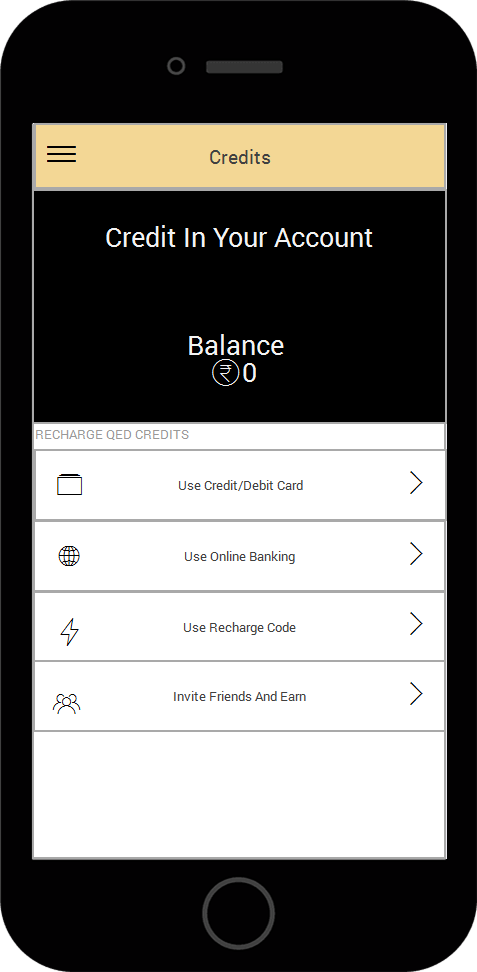 Credits
Credit In Your Account
Balance
₹0
RECHARGE QED CREDITS
Use Credit/Debit Card
Use Online Banking
Use Recharge Code
Invite Friends And Earn